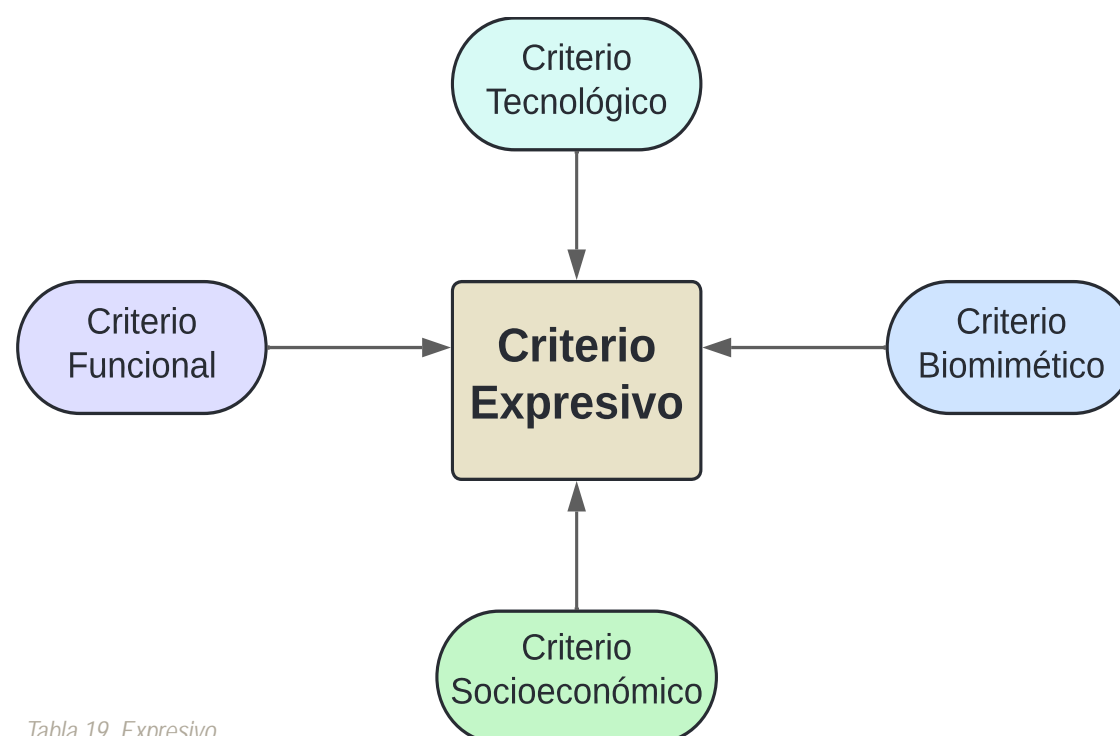 Criterio
Tecnológico
Criterio
Funcional
Criterio
Expresivo
Criterio
Biomimético
Criterio
Socioeconómico
Tabla 19. Expresivo